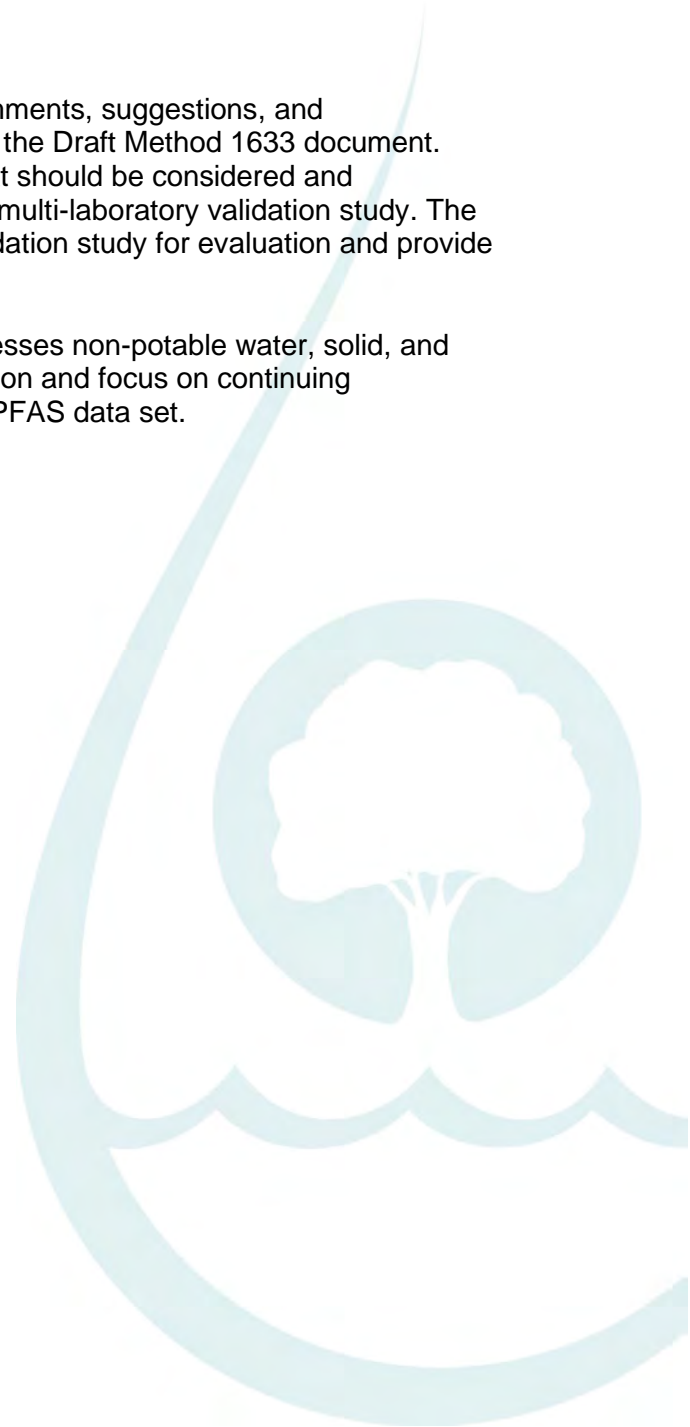 nments, suggestions, and
the Draft Method 1633 document.
t should be considered and
multi-laboratory validation study. The
dation study for evaluation and provide
esses non-potable water, solid, and
on and focus on continuing
PFAS data set.